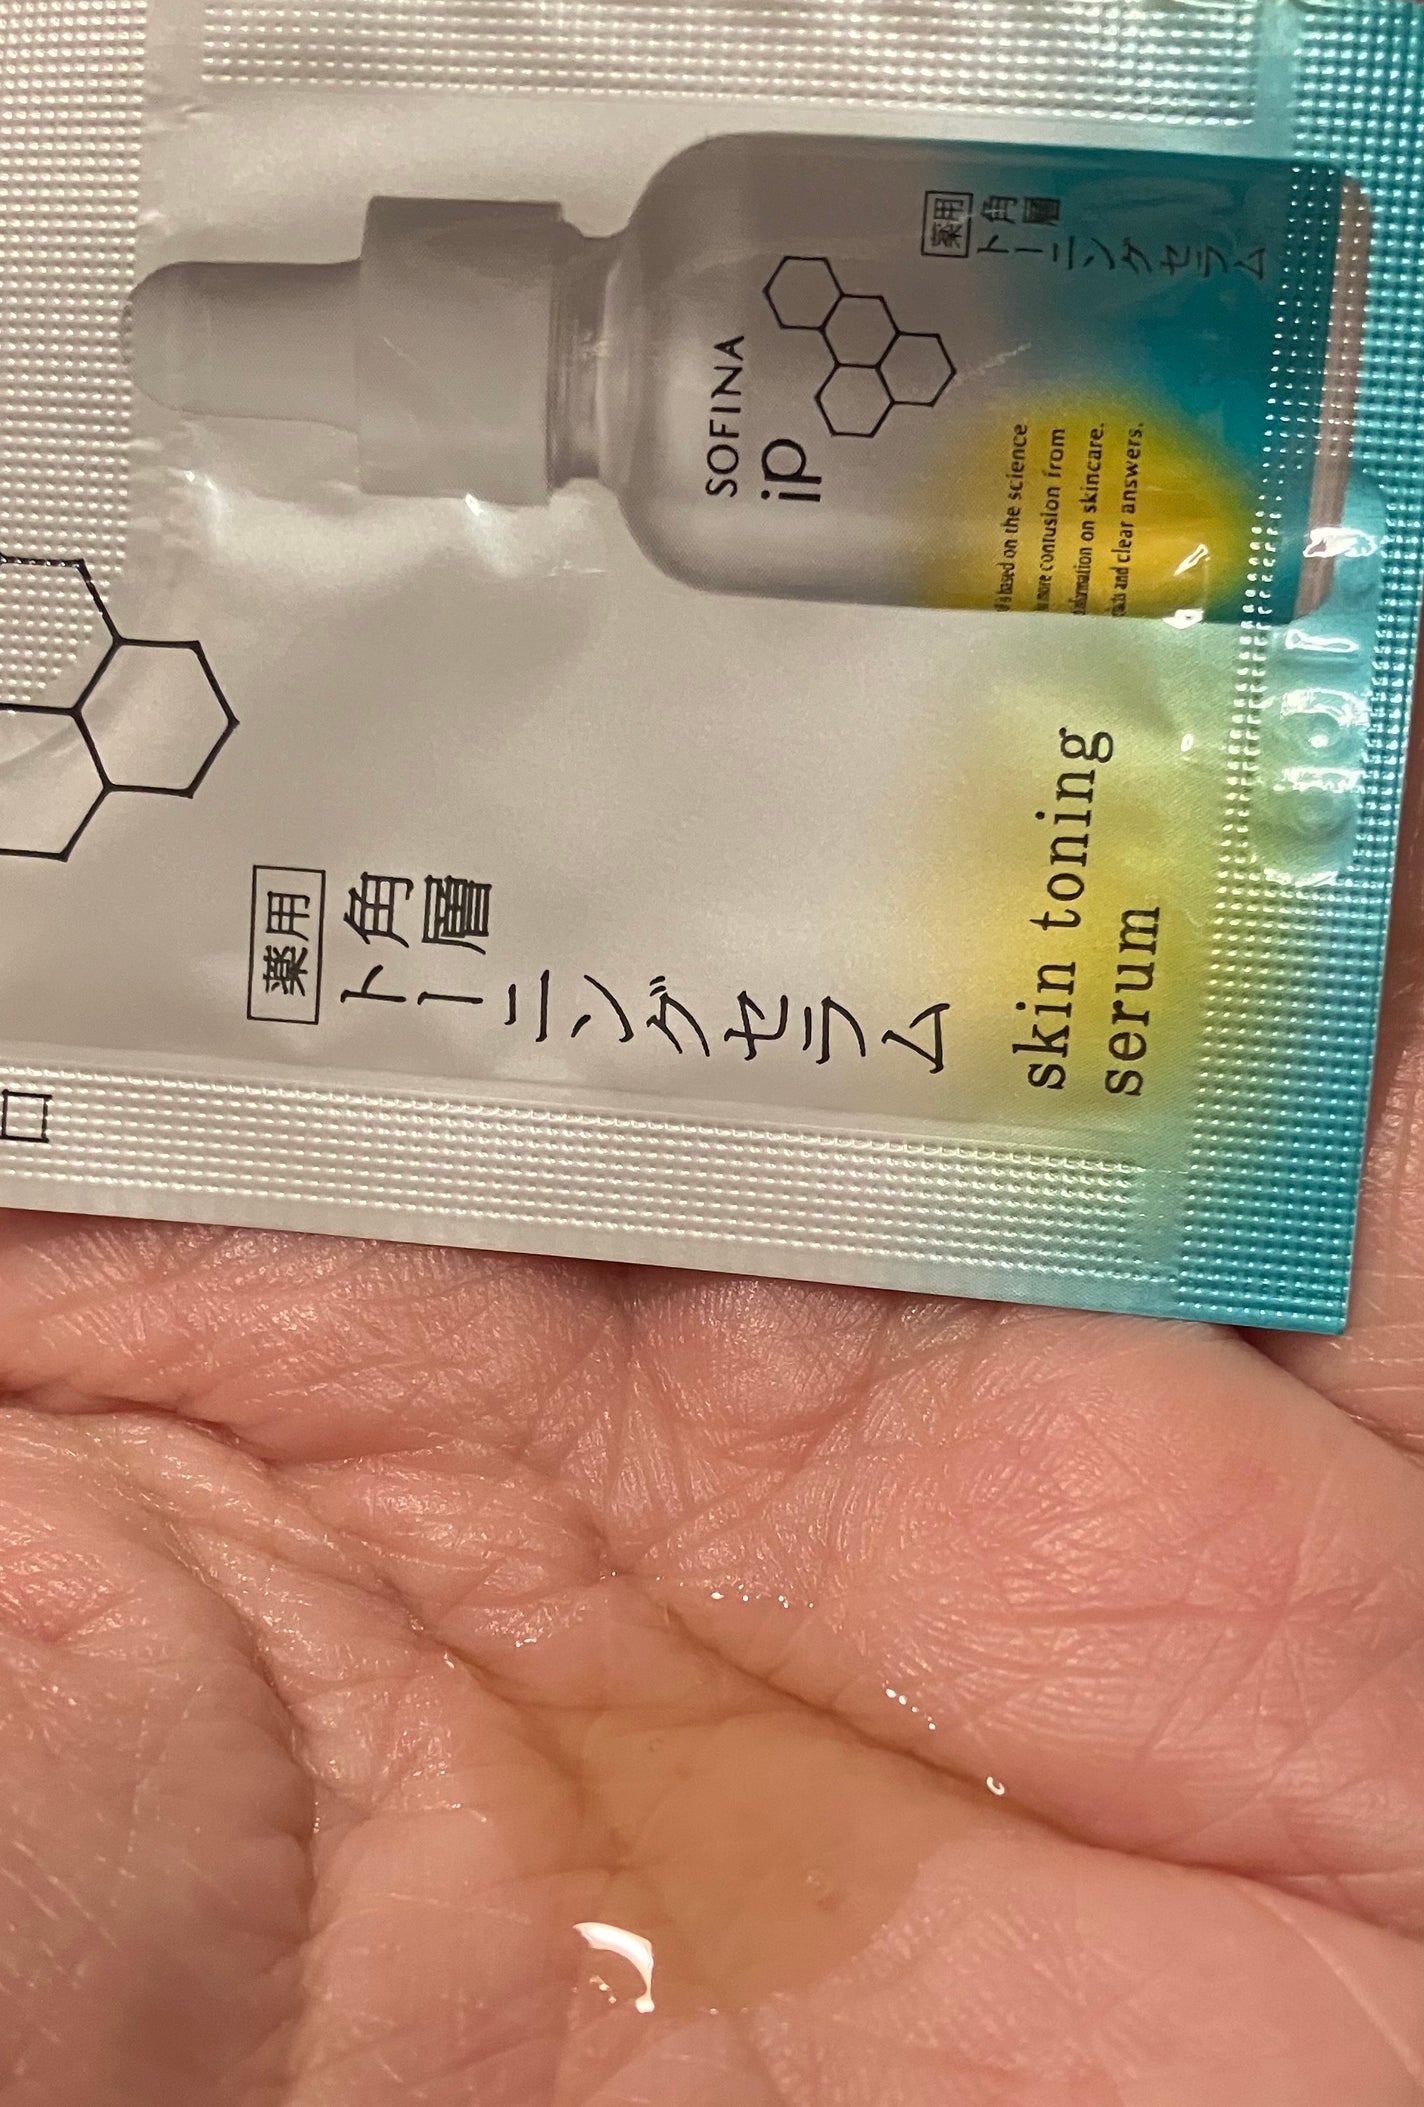 SOFINA
iP
薬用
角層
トーニングセラム
based on the science
more confusion from
information on skincare.
and clear answers.
薬用
角層
トーニングセラム
skin toning
serum